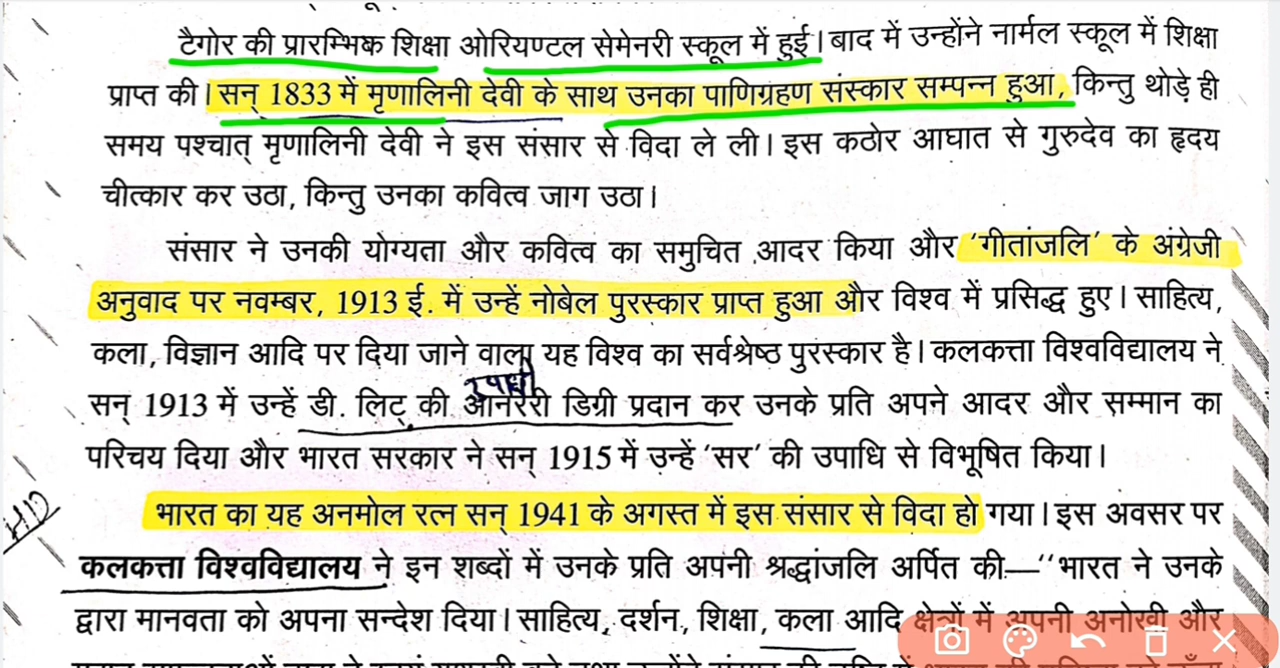 टैगोर की प्रारम्भिक शिक्षा ओरियण्टल सेमेनरी स्कूल में हुई। बाद में उन्होंने नार्मल स्कूल में शिक्षा
प्राप्त की। सन् 1833 में मृणालिनी देवी के साथ उनका पाणिग्रहण संस्कार सम्पन्न हुआ, किन्तु थोड़े ही
समय पश्चात् मृणालिनी देवी ने इस संसार से विदा ले ली। इस कठोर आघात से गुरुदेव का हृदय
चीत्कार कर उठा, किन्तु उनका कवित्व जाग उठा।
संसार ने उनकी योग्यता और कवित्व का समुचित आदर किया और ‘गीतांजलि’ के अंग्रेजी
अनुवाद पर नवम्बर, 1913 ई. में उन्हें नोबेल पुरस्कार प्राप्त हुआ और विश्व में प्रसिद्ध हुए। साहित्य,
कला, विज्ञान आदि पर दिया जाने वाला यह विश्व का सर्वश्रेष्ठ पुरस्कार है। कलकत्ता विश्वविद्यालय ने
उपाधी
सन् 1913 में उन्हें डी. लिट् की आनरेरी डिग्री प्रदान कर उनके प्रति अपने आदर और सम्मान का
परिचय दिया और भारत सरकार ने सन् 1915 में उन्हें ‘सर’ की उपाधि से विभूषित किया।
भारत का यह अनमोल रत्न सन् 1941 के अगस्त में इस संसार से विदा हो गया। इस अवसर पर
कलकत्ता विश्वविद्यालय ने इन शब्दों में उनके प्रति अपनी श्रद्धांजलि अर्पित की—“भारत ने उनके
द्वारा मानवता को अपना सन्देश दिया। साहित्य, दर्शन, शिक्षा, कला आदि क्षेत्रों में अपनी अनोखी और